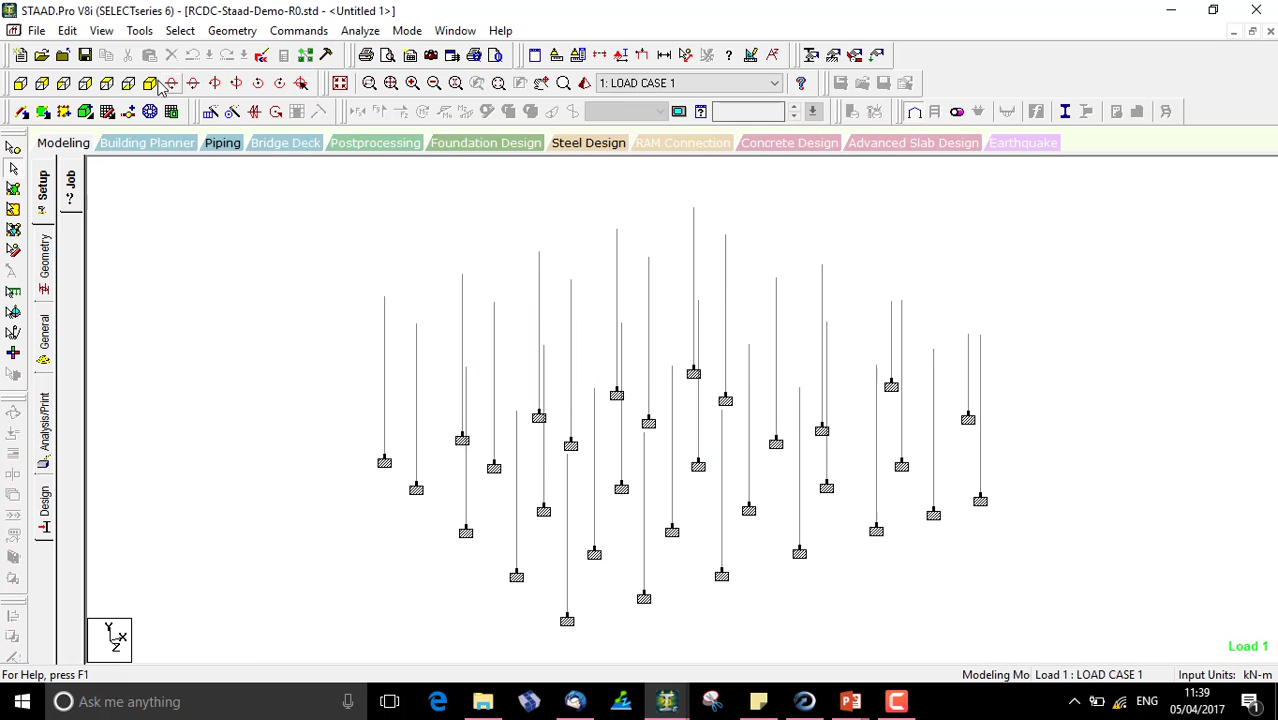 STAAD.Pro V8i (SELECTseries 6) - [RCDC-Staad-Demo-R0.std - <Untitled 1>]
File Edit View Tools Select Geometry Commands Analyze Mode Window Help
1: LOAD CASE 1
Modeling Building Planner Piping Bridge Deck Postprocessing Foundation Design Steel Design RAM Connection Concrete Design Advanced Slab Design Earthquake
Setup
? Job
Geometry
General
Analysis/Print
Design
Y
X
Z
Load 1
For Help, press F1 Modeling Mo Load 1 : LOAD CASE 1 Input Units: kN-m
Ask me anything ENG 11:39
05/04/2017